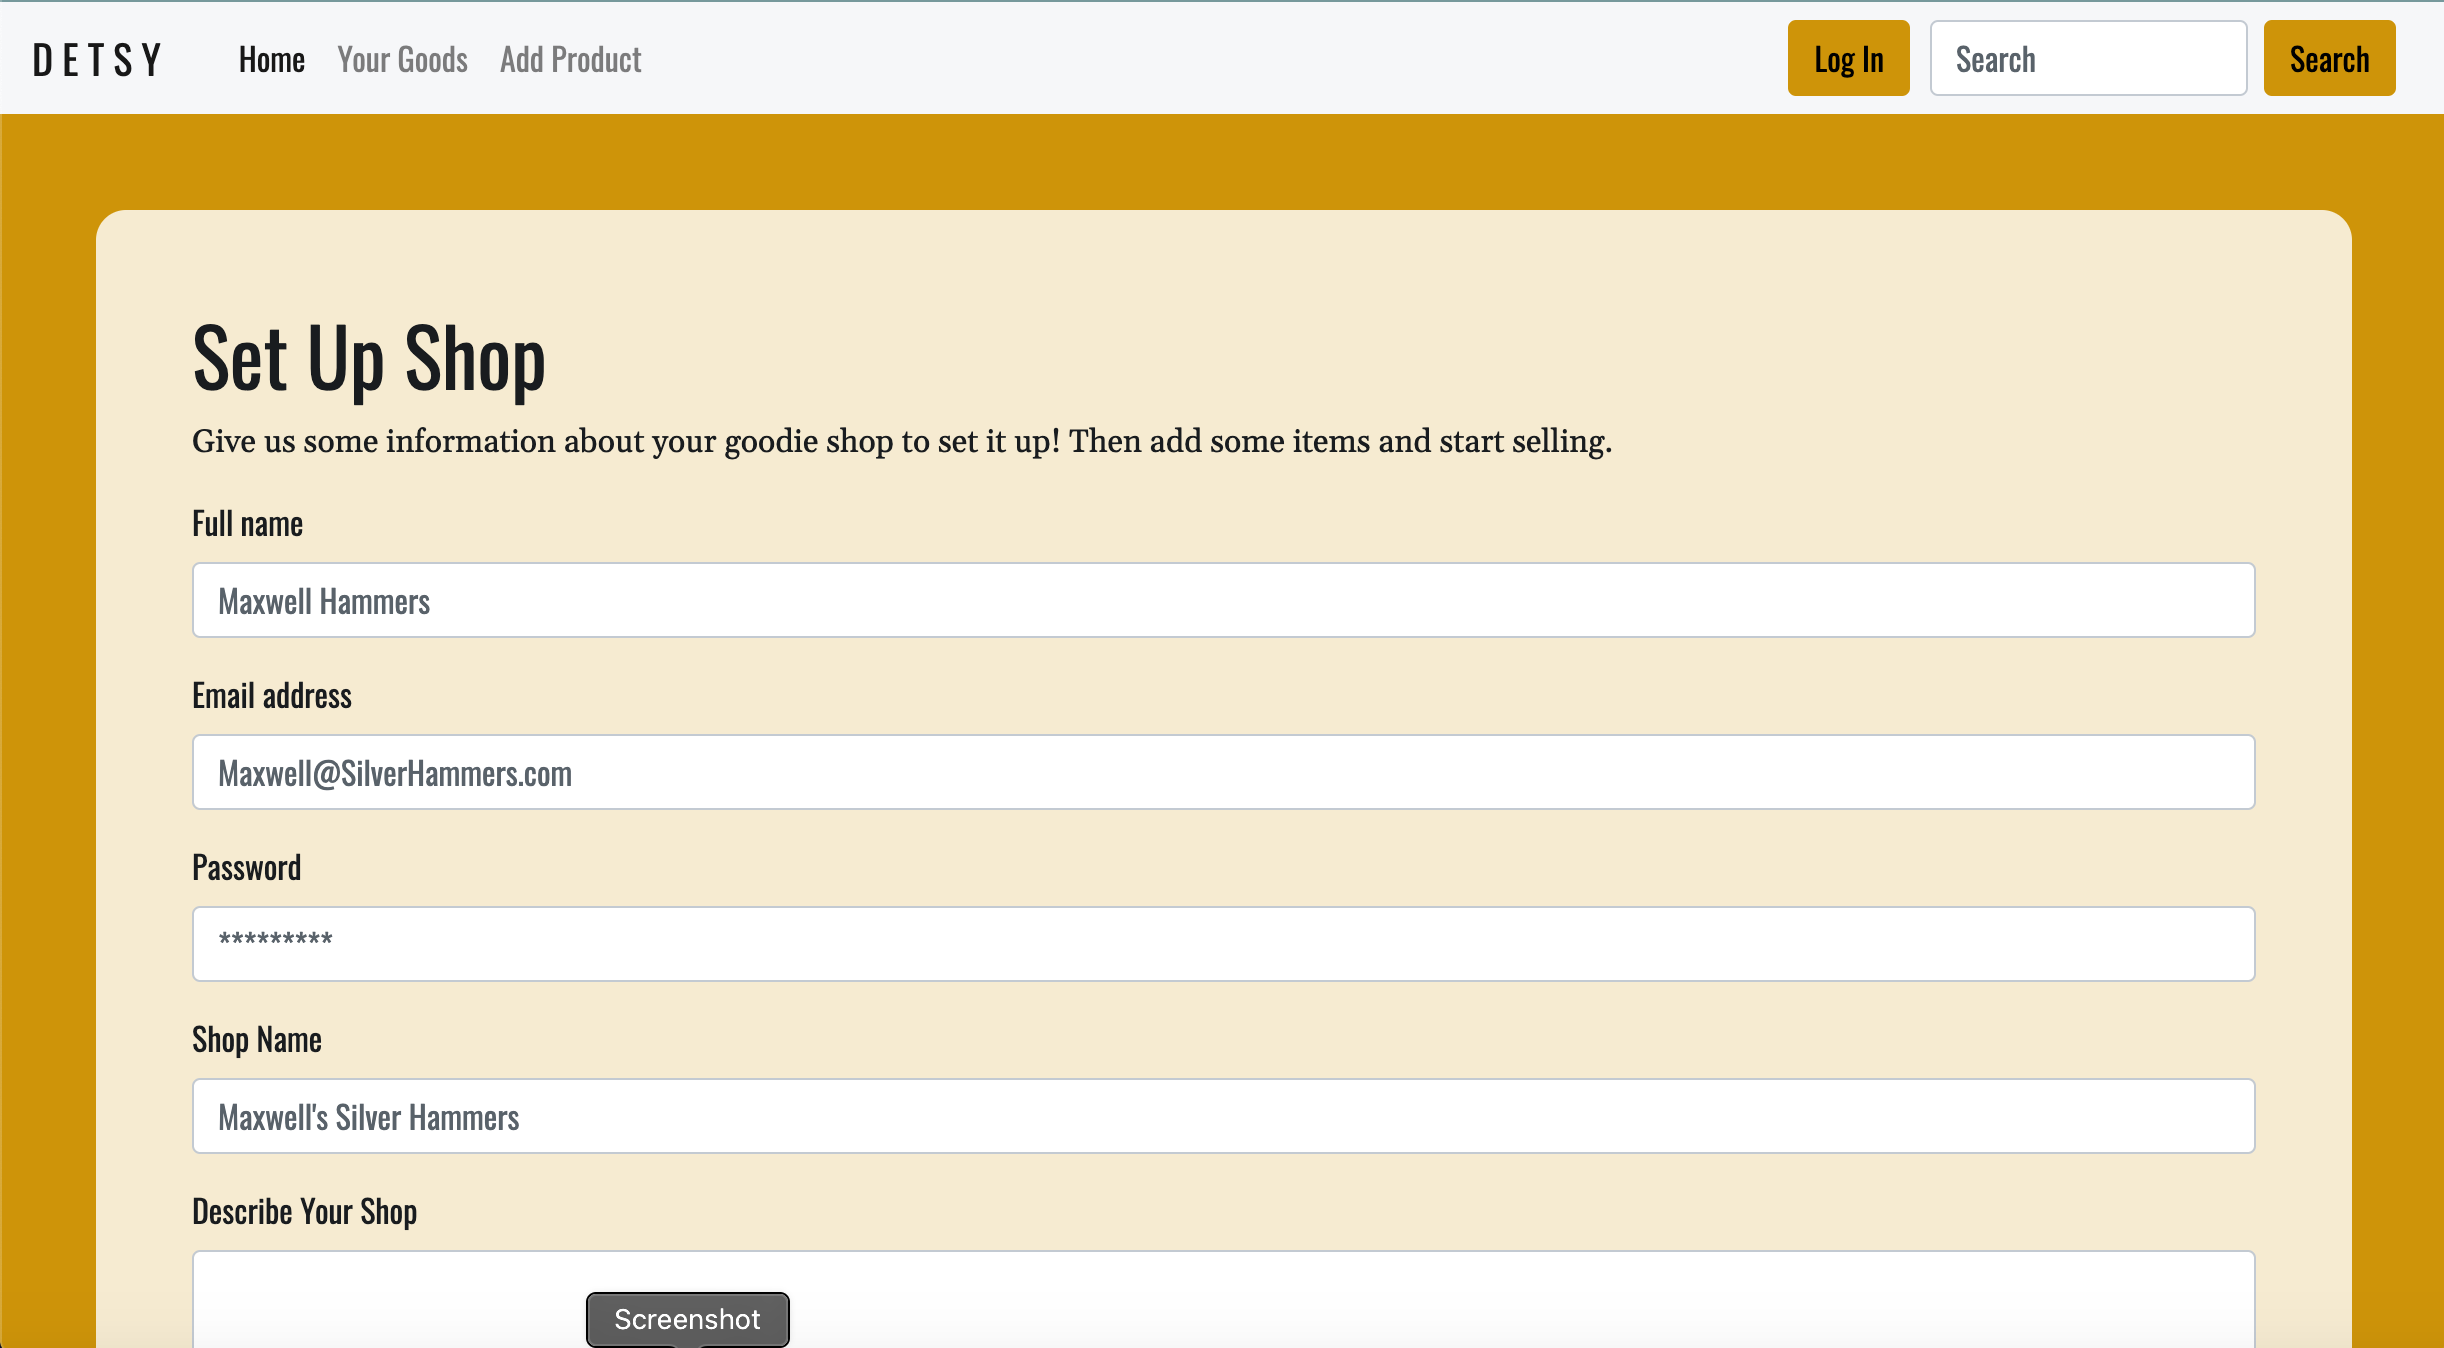 DETSY Home Your Goods Add Product Log In Search Search
Set Up Shop
Give us some information about your goodie shop to set it up! Then add some items and start selling.
Full name
Maxwell Hammers
Email address
Maxwell@SilverHammers.com
Password
*********
Shop Name
Maxwell's Silver Hammers
Describe Your Shop
Screenshot